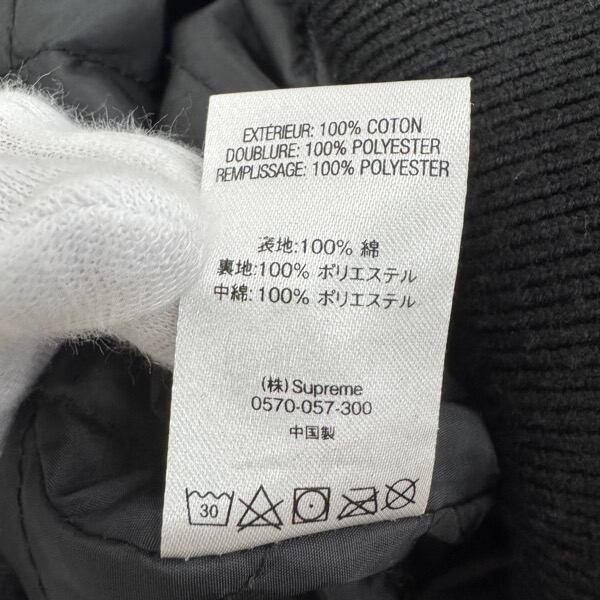 EXTÉRIEUR: 100% COTON
DOUBLURE: 100% POLYESTER
REMPLISSAGE: 100% POLYESTER
表地:100% 綿
裏地:100% ポリエステル
中綿:100% ポリエステル
(株) Supreme
0570-057-300
中国製
30